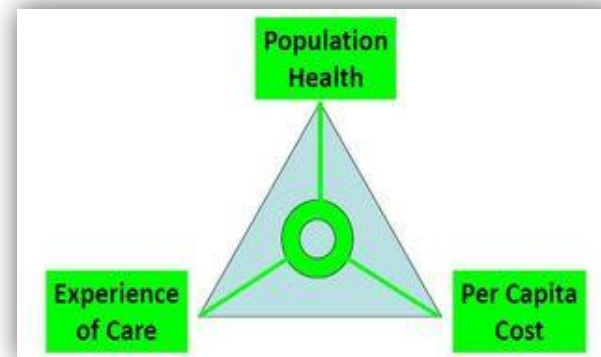 Population
Health
Experience
of Care
Per Capita
Cost